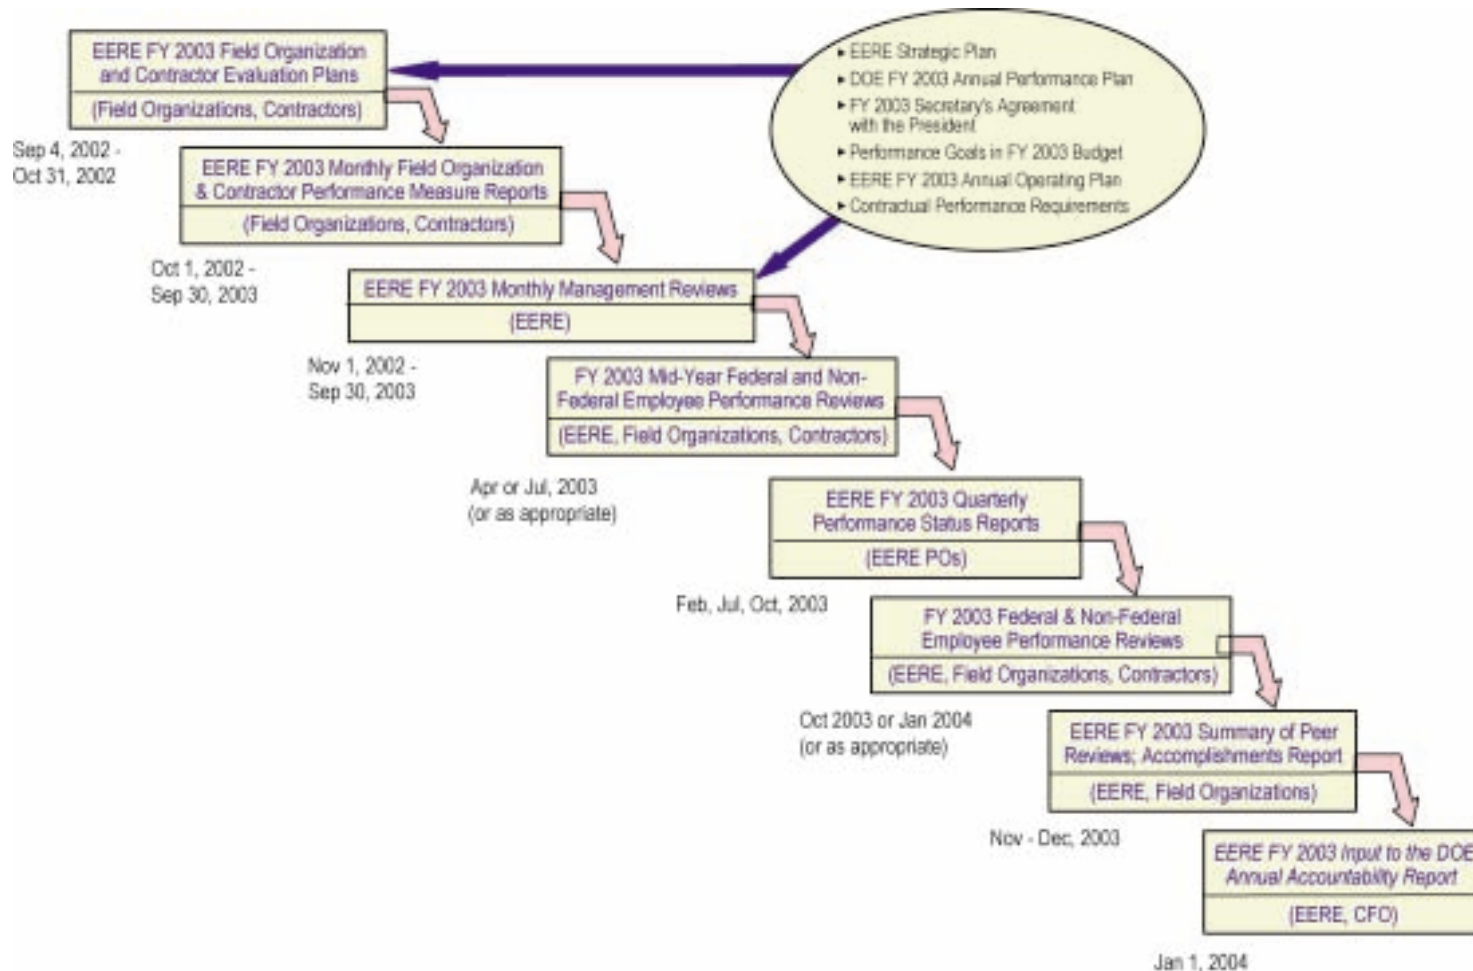 EERE FY 2003 Field Organization
and Contractor Evaluation Plans
(Field Organizations, Contractors)
Sep 4, 2002 -
Oct 31, 2002
▸ EERE Strategic Plan
▸ DOE FY 2003 Annual Performance Plan
▸ FY 2003 Secretary's Agreement
with the President
▸ Performance Goals in FY 2003 Budget
▸ EERE FY 2003 Annual Operating Plan
▸ Contractual Performance Requirements
EERE FY 2003 Monthly Field Organization
& Contractor Performance Measure Reports
(Field Organizations, Contractors)
Oct 1, 2002 -
Sep 30, 2003
EERE FY 2003 Monthly Management Reviews
(EERE)
Nov 1, 2002 -
Sep 30, 2003
FY 2003 Mid-Year Federal and Non-
Federal Employee Performance Reviews
(EERE, Field Organizations, Contractors)
Apr or Jul, 2003
(or as appropriate)
EERE FY 2003 Quarterly
Performance Status Reports
(EERE POs)
Feb, Jul, Oct, 2003
FY 2003 Federal & Non-Federal
Employee Performance Reviews
(EERE, Field Organizations, Contractors)
Oct 2003 or Jan 2004
(or as appropriate)
EERE FY 2003 Summary of Peer
Reviews; Accomplishments Report
(EERE, Field Organizations)
Nov - Dec, 2003
EERE FY 2003 Input to the DOE
Annual Accountability Report
(EERE, CFO)
Jan 1, 2004